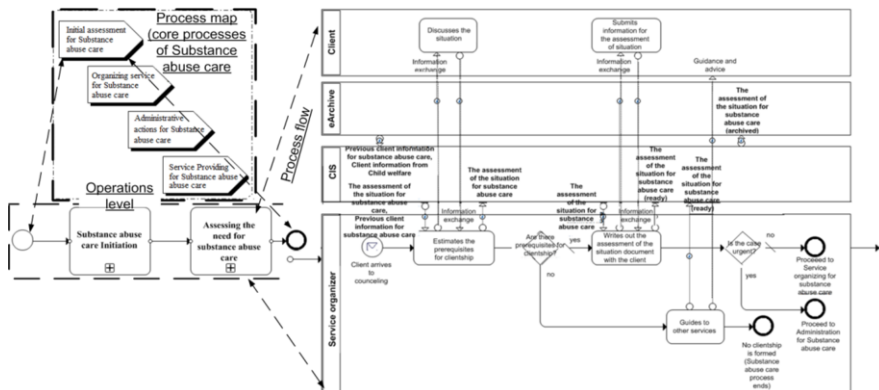 Process map
(core processes
of Substance
abuse care)
Initial assessment
for Substance
abuse care
Organizing service
for Substance
abuse care
Administrative
actions for Substance
abuse care
Service Providing
for Substance abuse
abuse care
Operations
level
Substance abuse
care Initiation
Assessing the
need for
substance abuse
care
Process flow
Client
Discusses the
situation
Submits
information for
the assessment
of situation
Information
exchange
Information
exchange
Guidance and
advice
eArchive
The
assessment of
the situation for
substance
abuse care
(archived)
CIS
Previous client information
for substance abuse care,
Client information from
Child welfare
The assessment of
the situation for
substance abuse care,
Previous client
information for
substance abuse care
The assessment of the
situation for
substance abuse care
The
assessment
of the
situation for
substance
abuse care
The
assessment
of the
situation for
substance
abuse care
(ready)
The
assessment of
the situation for
substance
abuse care
(ready)
Service organizer
Client arrives to
counceling
Information
exchange
Estimates the
prerequisites
for clientship
Are there
prerequisites for
clientship?
yes
no
Information
exchange
Writes out the
assessment of the
situation document
with the client
Is the case
urgent?
no
yes
Proceed to
Service
organizing for
substance
abuse care
Proceed to
Administration
for Substance
abuse care
Guides to
other services
No clientship
is formed
(Substance
abuse care
process
ends)